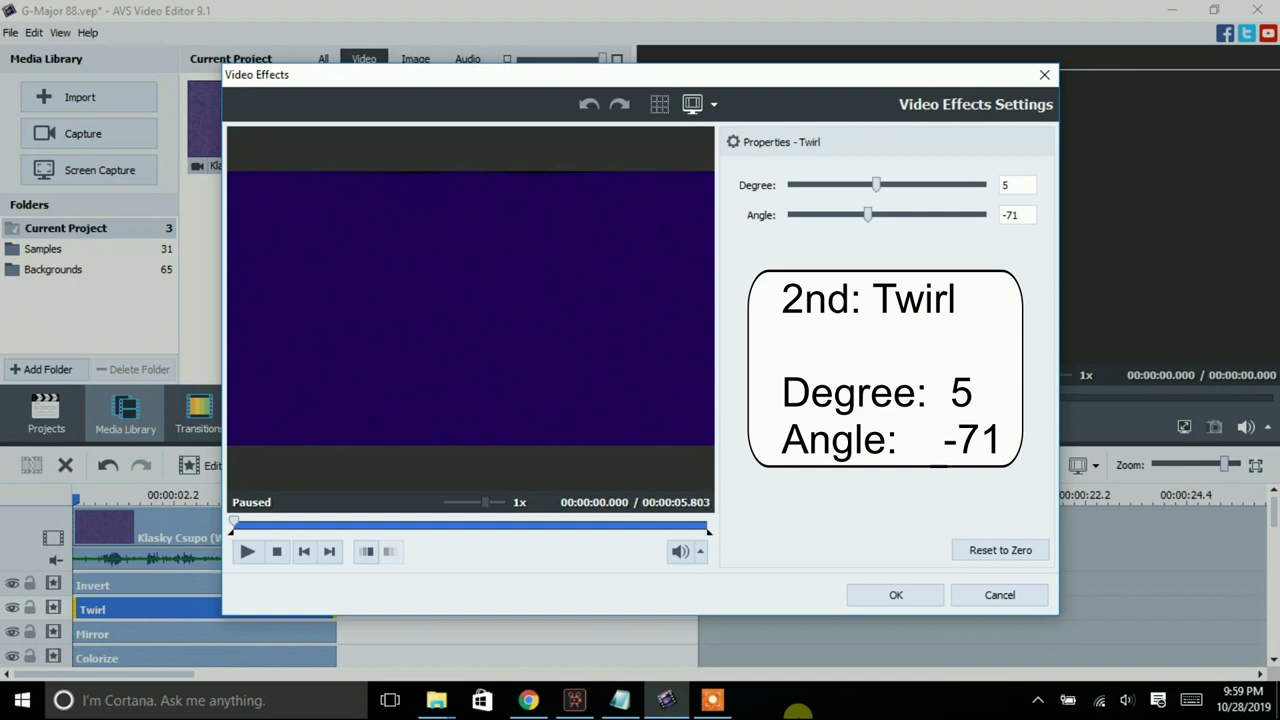 G-Major 88.vep* - AVS Video Editor 9.1
File Edit View Help
Media Library
Current Project All Video Image Audio
Import
Capture
Screen Capture
Folders
Current Project 3
Samples 31
Backgrounds 65
Add Folder Delete Folder
Projects Media Library Transition
Video Effects
Video Effects Settings
Properties - Twirl
Degree: 5
Angle: -71
2nd: Twirl
Degree: 5
Angle: -71
Paused 1x 00:00:00.000 / 00:00:05.803
Reset to Zero
OK Cancel
1x 00:00:00.000 / 00:00:00.000
Edit Zoom:
00:00:02.2 00:00:22.2 00:00:24.4
Klasky Csupo (W
Invert
Twirl
Mirror
Colorize
I'm Cortana. Ask me anything.
9:59 PM
10/28/2019